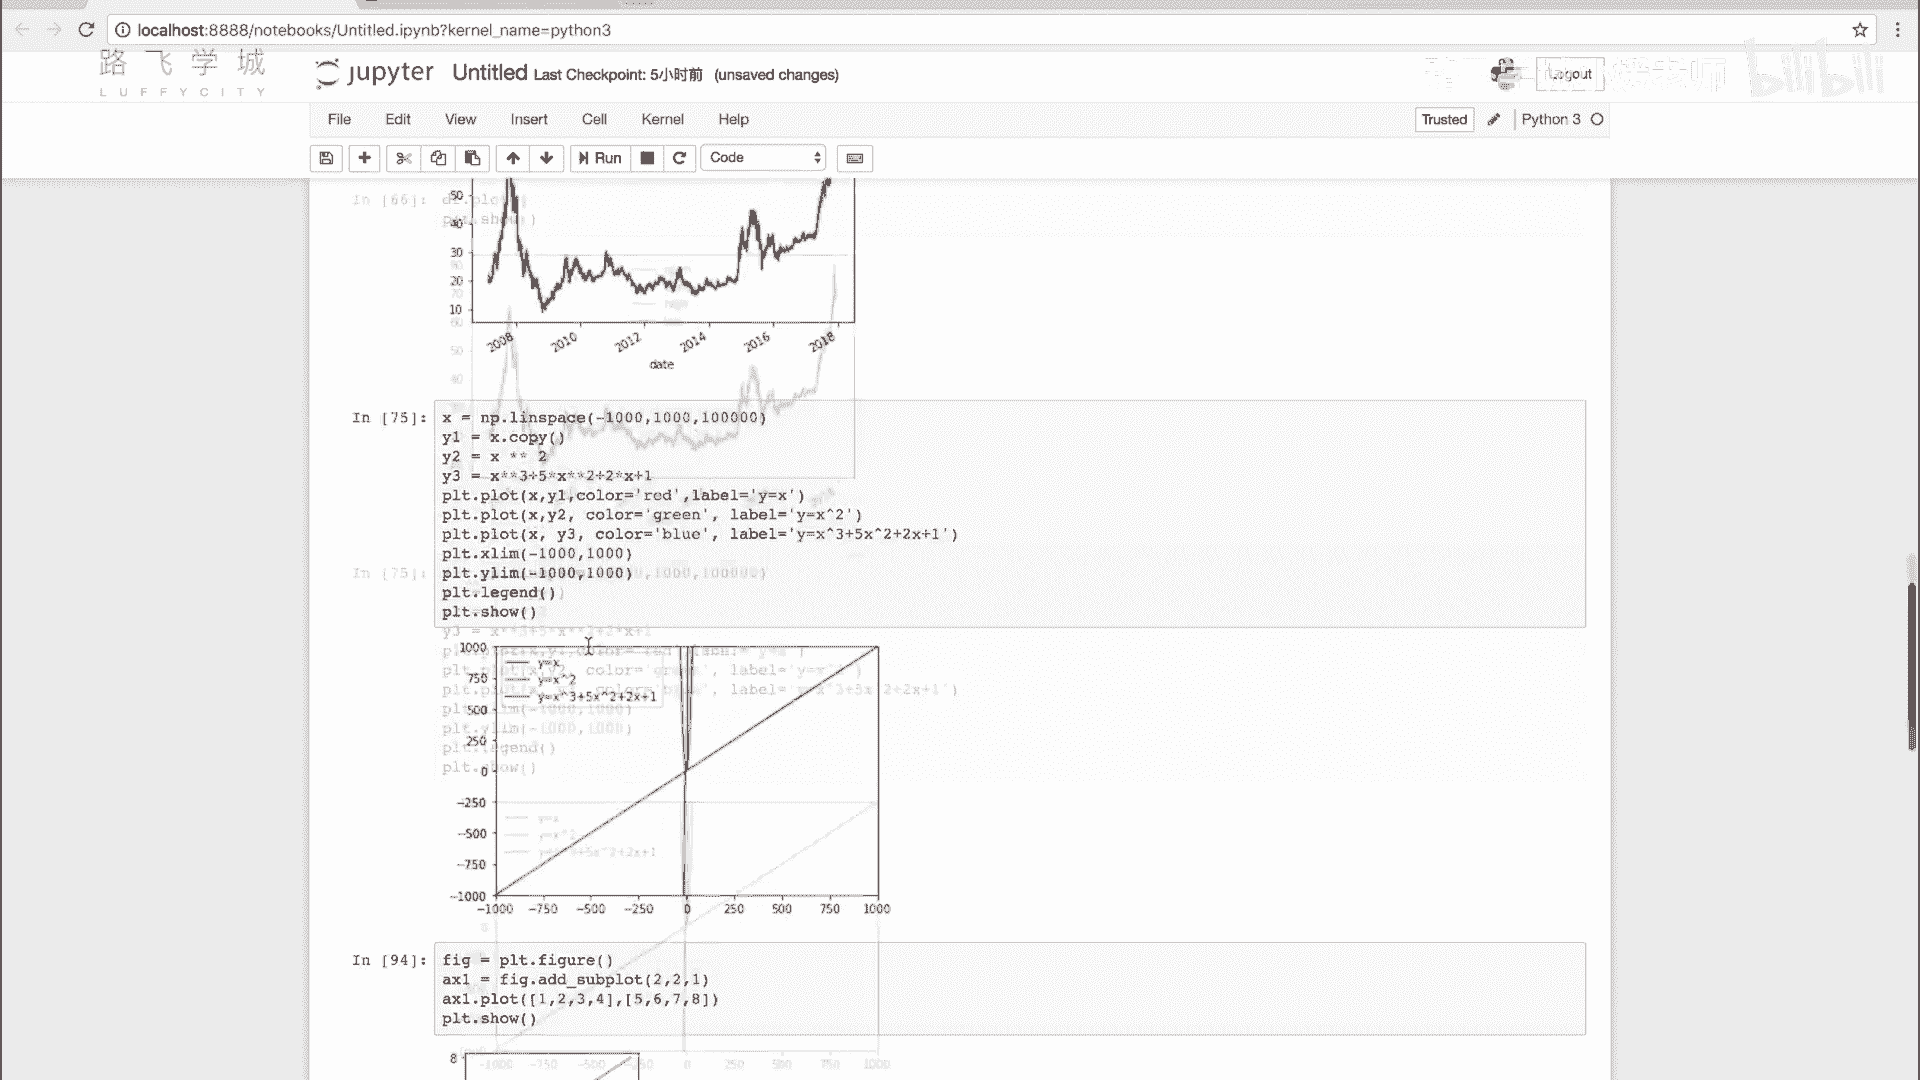 localhost:8888/notebooks/Untitled.ipynb?kernel_name=python3
路飞学城
LUFFYCITY
jupyter Untitled Last Checkpoint: 5小时前 (unsaved changes)
Logout
老师 bilibili
File Edit View Insert Cell Kernel Help
Trusted Python 3
Run Code
In [66]:
50
40
30
20
10
2008 2010 2012 2014 2016 2018
date
In [75]: x = np.linspace(-1000,1000,100000)
y1 = x.copy()
y2 = x ** 2
y3 = x**3+5*x**2+2*x+1
plt.plot(x,y1,color='red',label='y=x')
plt.plot(x,y2, color='green', label='y=x^2')
plt.plot(x, y3, color='blue', label='y=x^3+5x^2+2x+1')
plt.xlim(-1000,1000)
plt.ylim(-1000,1000)
plt.legend()
plt.show()
1000
750
500
250
0
−250
−500
−750
−1000
y=x
y=x^2
y=x^3+5x^2+2x+1
−1000 −750 −500 −250 0 250 500 750 1000
In [94]: fig = plt.figure()
ax1 = fig.add_subplot(2,2,1)
ax1.plot([1,2,3,4],[5,6,7,8])
plt.show()
8